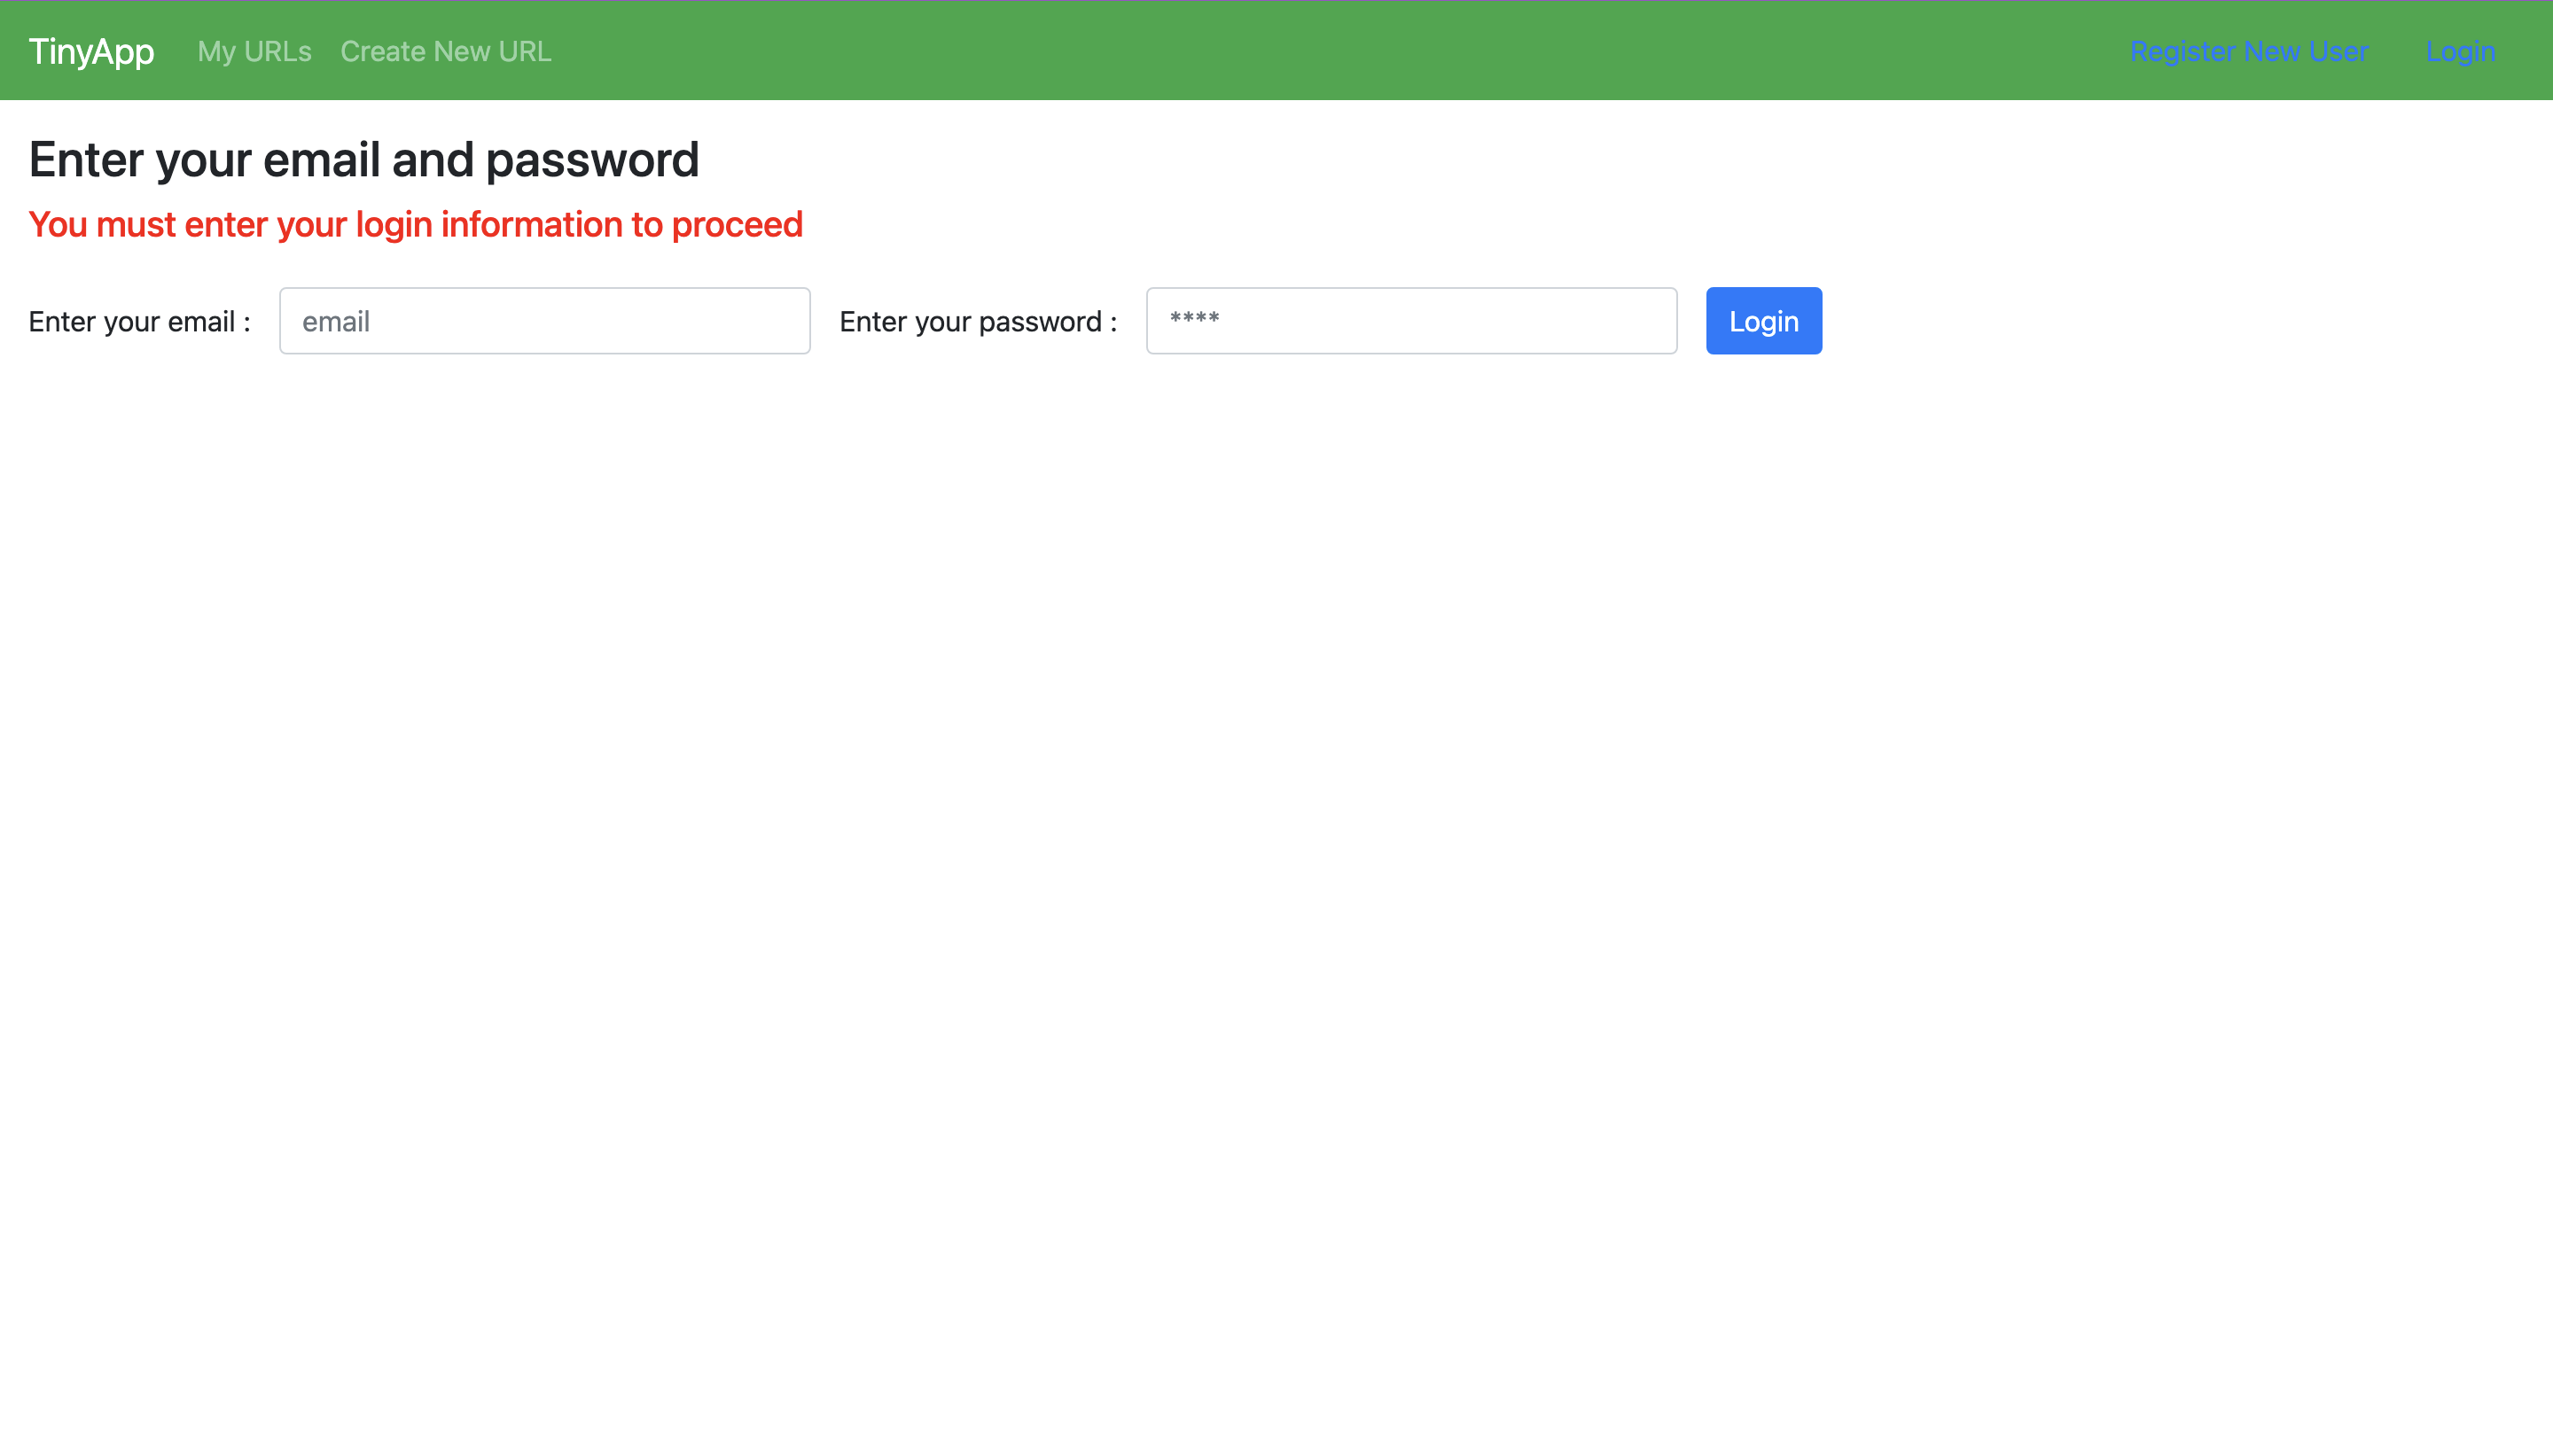 TinyApp My URLs Create New URL Register New User Login
Enter your email and password
You must enter your login information to proceed
Enter your email : email Enter your password : **** Login